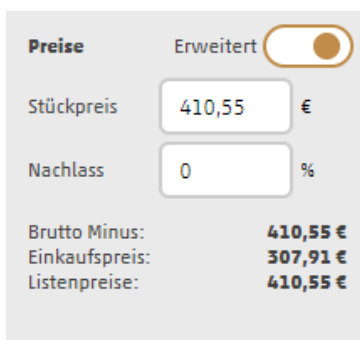 Preise Erweitert
Stückpreis 410,55 €
Nachlass 0 %
Brutto Minus: 410,55 €
Einkaufspreis: 307,91 €
Listenpreise: 410,55 €